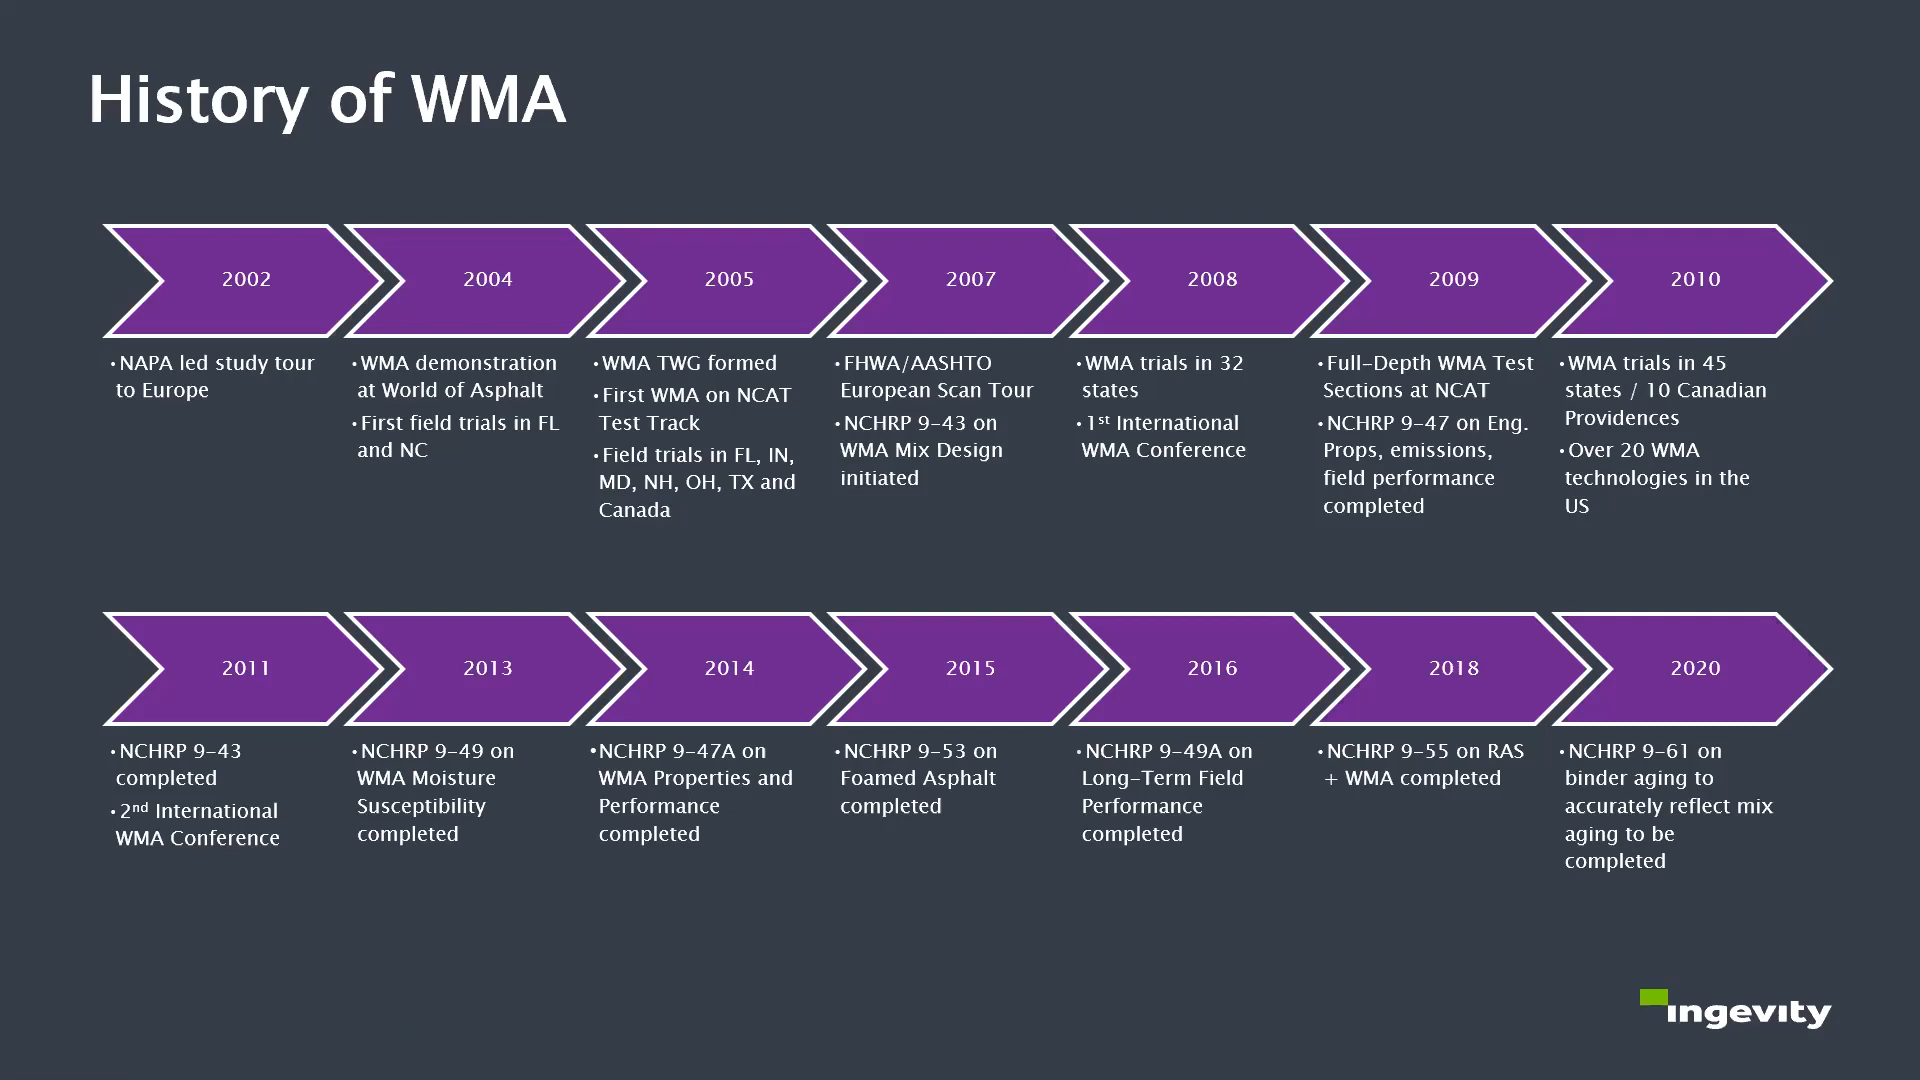 History of WMA
2002
2004
2005
2007
2008
2009
2010
•NAPA led study tour
to Europe
•WMA demonstration
at World of Asphalt
•First field trials in FL
and NC
•WMA TWG formed
•First WMA on NCAT
Test Track
•Field trials in FL, IN,
MD, NH, OH, TX and
Canada
•FHWA/AASHTO
European Scan Tour
•NCHRP 9-43 on
WMA Mix Design
initiated
•WMA trials in 32
states
•1st International
WMA Conference
•Full-Depth WMA Test
Sections at NCAT
•NCHRP 9-47 on Eng.
Props, emissions,
field performance
completed
•WMA trials in 45
states / 10 Canadian
Providences
•Over 20 WMA
technologies in the
US
2011
2013
2014
2015
2016
2018
2020
•NCHRP 9-43
completed
•2nd International
WMA Conference
•NCHRP 9-49 on
WMA Moisture
Susceptibility
completed
•NCHRP 9-47A on
WMA Properties and
Performance
completed
•NCHRP 9-53 on
Foamed Asphalt
completed
•NCHRP 9-49A on
Long-Term Field
Performance
completed
•NCHRP 9-55 on RAS
+ WMA completed
•NCHRP 9-61 on
binder aging to
accurately reflect mix
aging to be
completed
ingevity